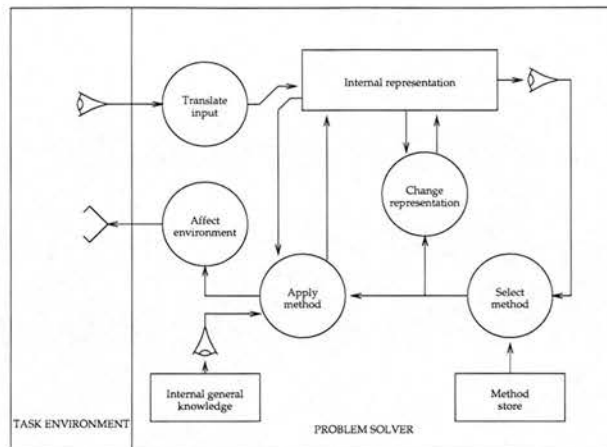 Internal representation
Translate
input
Change
representation
Affect
environment
Apply
method
Select
method
Internal general
knowledge
Method
store
TASK ENVIRONMENT
PROBLEM SOLVER